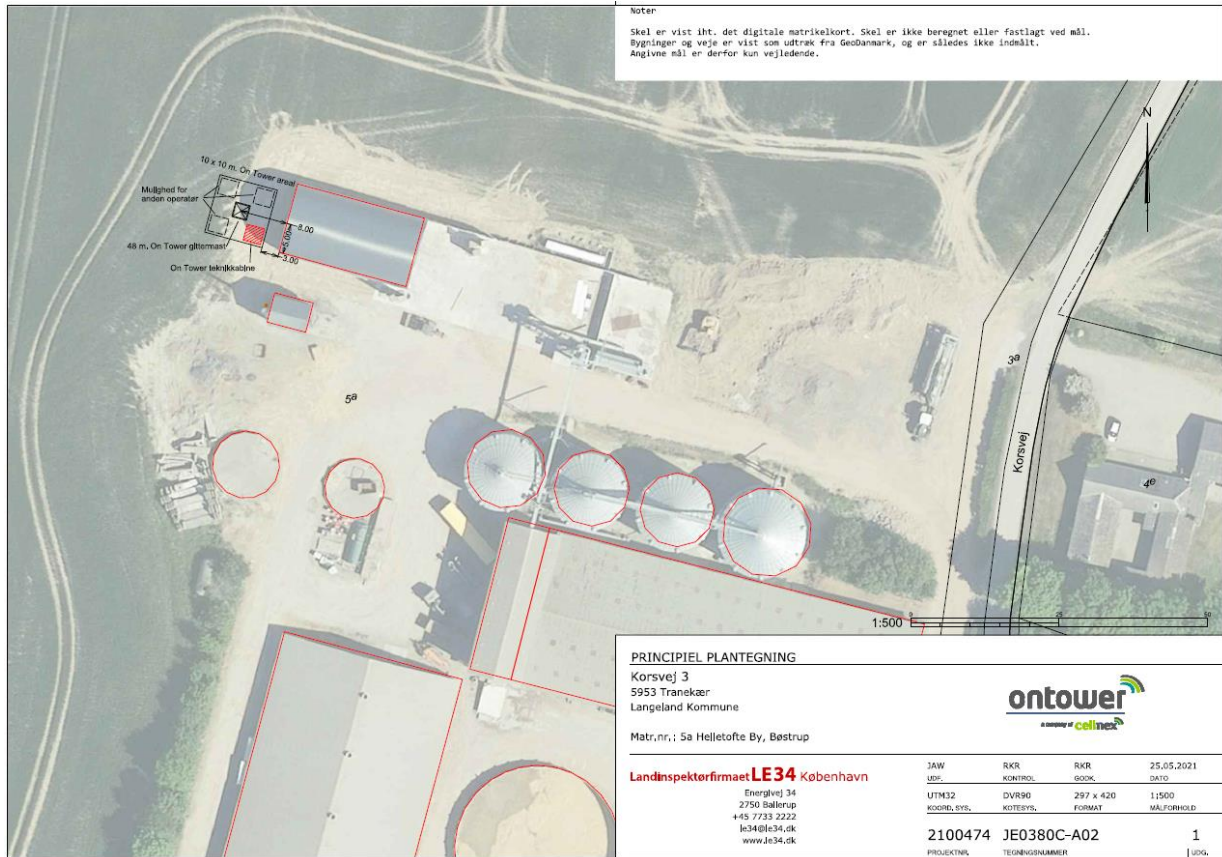 Noter
Skel er vist iht. det digitale matrikelkort. Skel er ikke beregnet eller fastlagt ved mål.
Bygninger og veje er vist som udtræk fra GeoDanmark, og er således ikke indmålt.
Angivne mål er derfor kun vejledende.
N
10 x 10 m. On Tower areal
Mulighed for
anden operatør
8.00
5.00
48 m. On Tower gittermast
3.00
On Tower teknikkabine
5a
3a
Korsvej
4e
1:500
0
25
50
PRINCIPIEL PLANTEGNING
Korsvej 3
5953 Tranekær
Langeland Kommune
Matr.nr.: 5a Helletofte By, Bøstrup
ontower
a company of cellnex
Landinspektørfirmaet LE34 København
Energivej 34
2750 Ballerup
+45 7733 2222
le34@le34.dk
www.le34.dk
JAW RKR RKR 25.05.2021
UDF. KONTROL GODK. DATO
UTM32 DVR90 297 x 420 1:500
KOORD. SYS. KOTESYS. FORMAT MÅLFORHOLD
2100474 JE0380C-A02 1
PROJEKTNR. TEGNINGSNUMMER UDG.